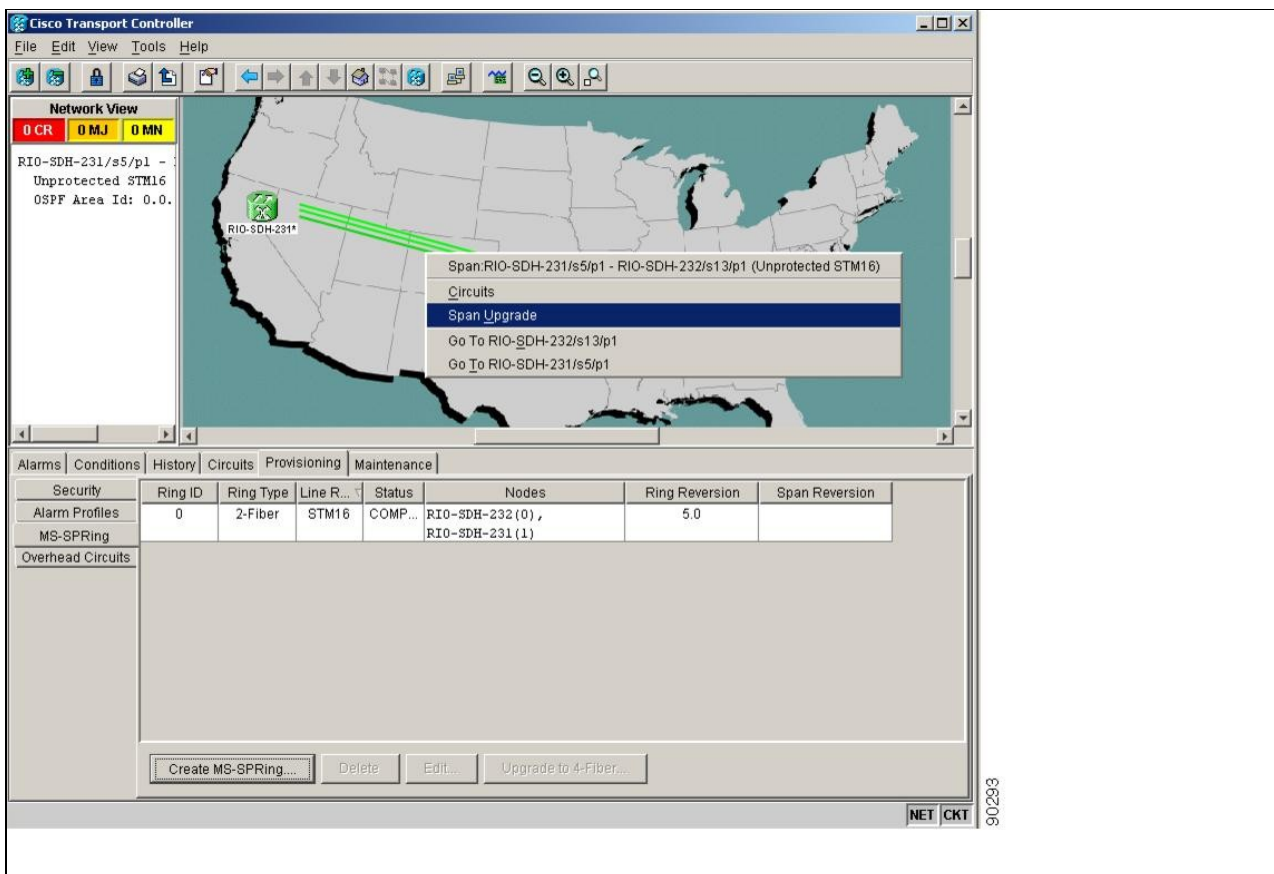 Cisco Transport Controller
File Edit View Tools Help
Network View
0 CR 0 MJ 0 MN
RIO-SDH-231/s5/p1 -
Unprotected STM16
OSPF Area Id: 0.0.
RIO-SDH-231*
Span:RIO-SDH-231/s5/p1 - RIO-SDH-232/s13/p1 (Unprotected STM16)
Circuits
Span Upgrade
Go To RIO-SDH-232/s13/p1
Go To RIO-SDH-231/s5/p1
Alarms Conditions History Circuits Provisioning Maintenance
Security
Alarm Profiles
MS-SPRing
Overhead Circuits
Ring ID Ring Type Line R... Status Nodes Ring Reversion Span Reversion
0 2-Fiber STM16 COMP... RIO-SDH-232(0), 5.0
RIO-SDH-231(1)
Create MS-SPRing.... Delete Edit... Upgrade to 4-Fiber...
NET CKT
90293